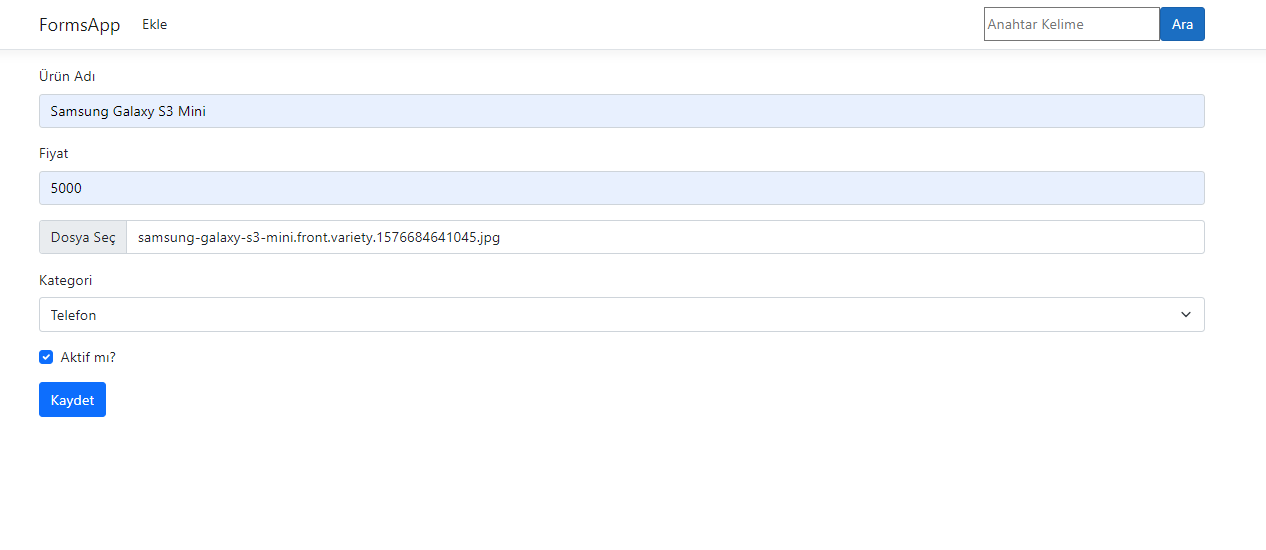 FormsApp Ekle Anahtar Kelime Ara
Ürün Adı
Samsung Galaxy S3 Mini
Fiyat
5000
Dosya Seç samsung-galaxy-s3-mini.front.variety.1576684641045.jpg
Kategori
Telefon
Aktif mı?
Kaydet